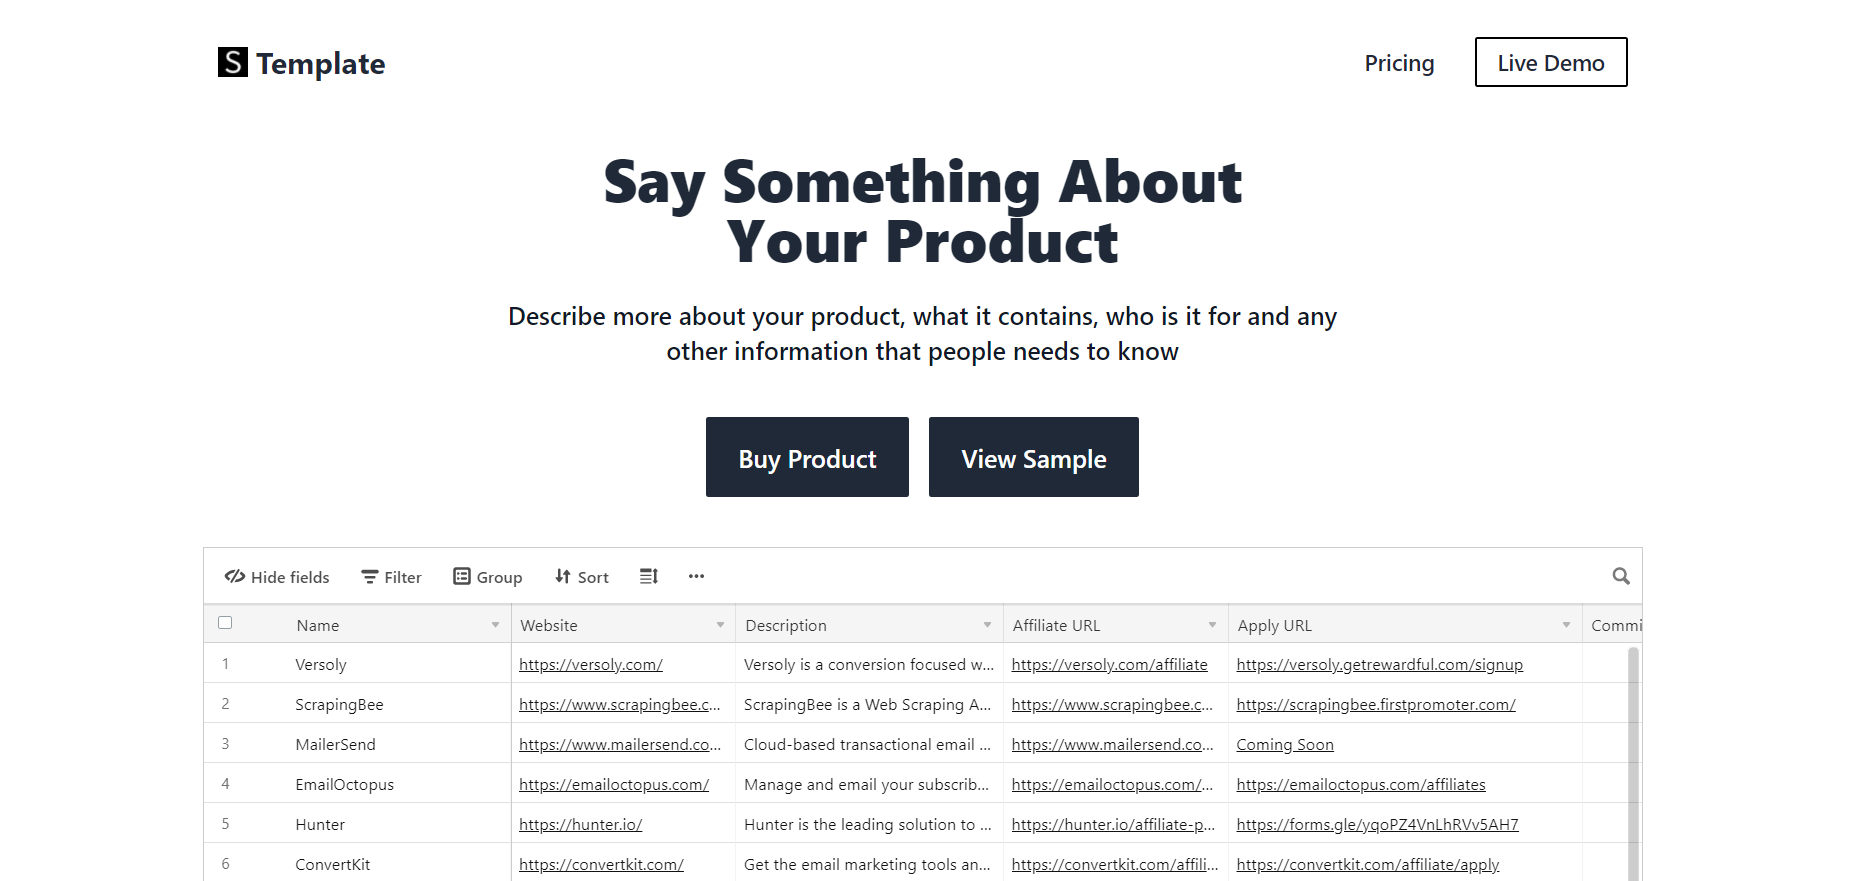 S Template
Pricing
Live Demo
Say Something About
Your Product
Describe more about your product, what it contains, who is it for and any
other information that people needs to know
Buy Product
View Sample
Hide fields Filter Group Sort
Name Website Description Affiliate URL Apply URL Commi
1 Versoly https://versoly.com/ Versoly is a conversion focused w... https://versoly.com/affiliate https://versoly.getrewardful.com/signup
2 ScrapingBee https://www.scrapingbee.c... ScrapingBee is a Web Scraping A... https://www.scrapingbee.c... https://scrapingbee.firstpromoter.com/
3 MailerSend https://www.mailersend.co... Cloud-based transactional email ... https://www.mailersend.co... Coming Soon
4 EmailOctopus https://emailoctopus.com/ Manage and email your subscrib... https://emailoctopus.com/... https://emailoctopus.com/affiliates
5 Hunter https://hunter.io/ Hunter is the leading solution to ... https://hunter.io/affiliate-p... https://forms.gle/yqoPZ4VnLhRVv5AH7
6 ConvertKit https://convertkit.com/ Get the email marketing tools an... https://convertkit.com/affili... https://convertkit.com/affiliate/apply